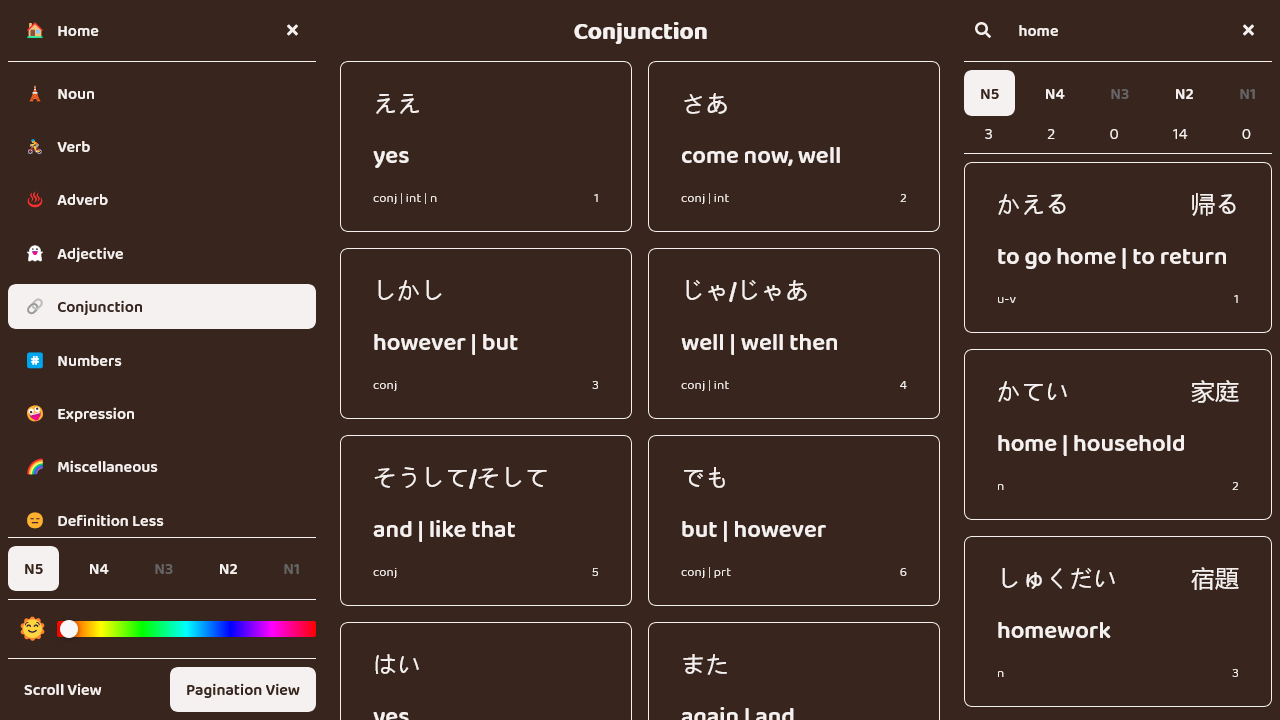 Home
Noun
Verb
Adverb
Adjective
Conjunction
Numbers
Expression
Miscellaneous
Definition Less
N5 N4 N3 N2 N1
Scroll View Pagination View
Conjunction
ええ
yes
conj | int | n 1
さあ
come now, well
conj | int 2
しかし
however | but
conj 3
じゃ/じゃあ
well | well then
conj | int 4
そうして/そして
and | like that
conj 5
でも
but | however
conj | prt 6
はい
yes
また
again | and
home
N5 N4 N3 N2 N1
3 2 0 14 0
かえる 帰る
to go home | to return
u-v 1
かてい 家庭
home | household
n 2
しゅくだい 宿題
homework
n 3